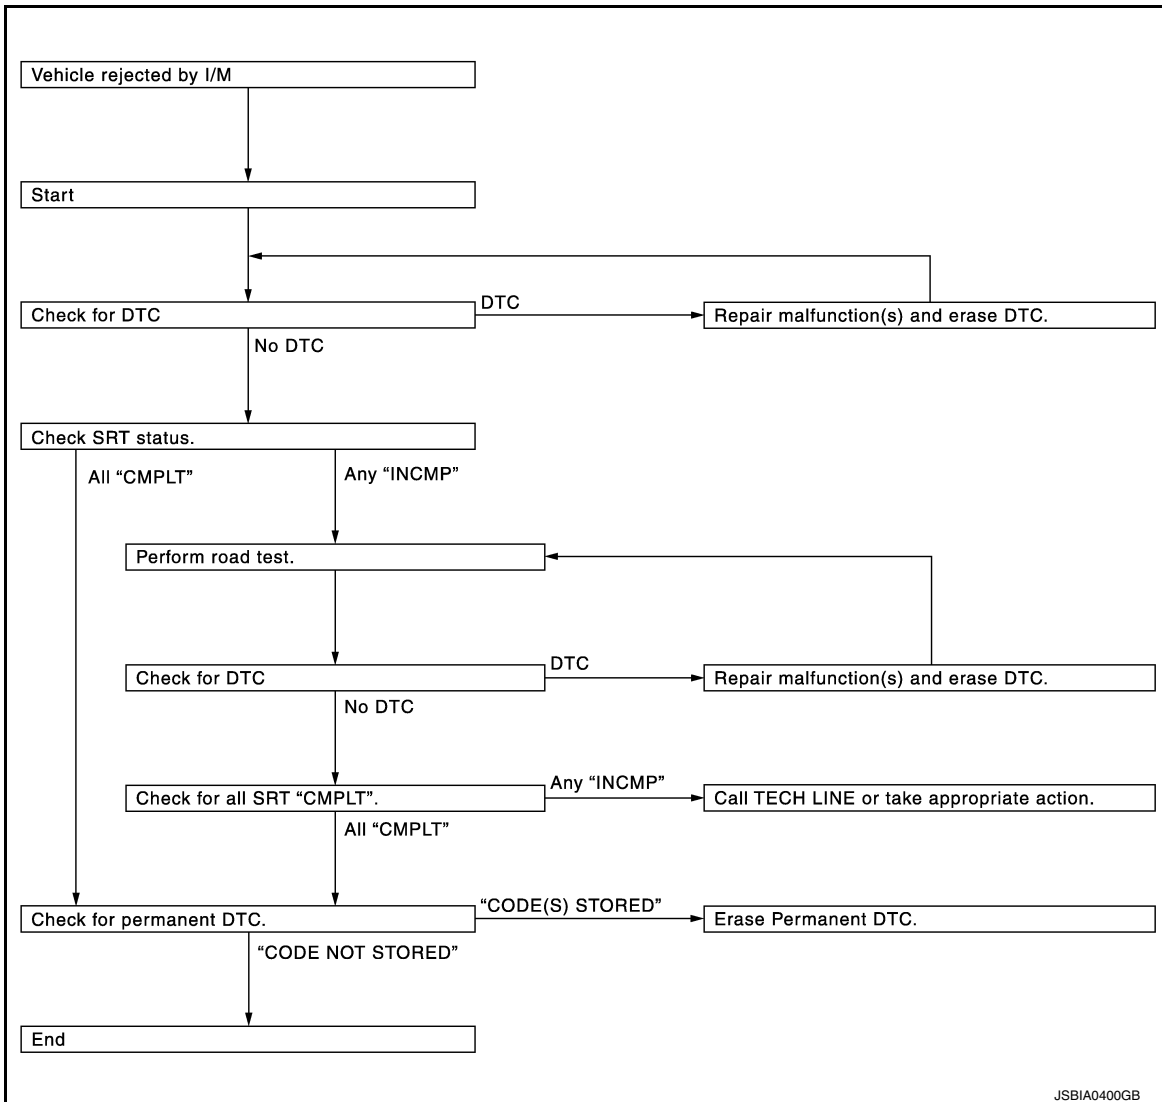 Vehicle rejected by I/M
Start
Check for DTC
DTC
Repair malfunction(s) and erase DTC.
No DTC
Check SRT status.
All “CMPLT”
Any “INCMP”
Perform road test.
Check for DTC
DTC
Repair malfunction(s) and erase DTC.
No DTC
Check for all SRT “CMPLT”.
Any “INCMP”
Call TECH LINE or take appropriate action.
All “CMPLT”
Check for permanent DTC.
“CODE(S) STORED”
Erase Permanent DTC.
“CODE NOT STORED”
End
JSBIA0400GB